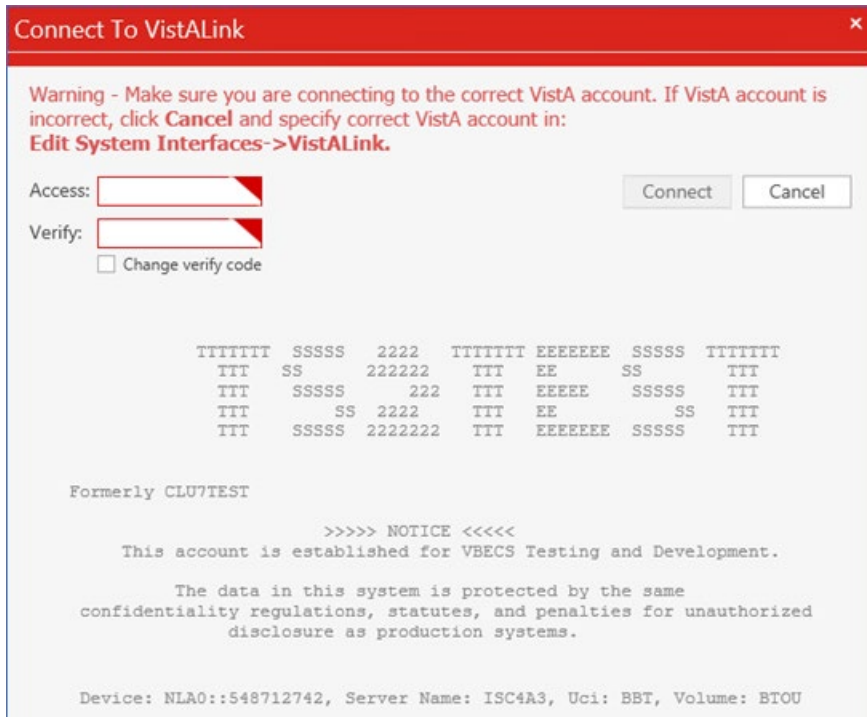 Connect To VistALink
Warning - Make sure you are connecting to the correct VistA account. If VistA account is
incorrect, click Cancel and specify correct VistA account in:
Edit System Interfaces->VistALink.
Access:
Connect Cancel
Verify:
Change verify code
TTTTTTT SSSSS 2222 TTTTTTT EEEEEEE SSSSS TTTTTTT
TTT SS 222222 TTT EE SS TTT
TTT SSSSS 222 TTT EEEEE SSSSS TTT
TTT SS 2222 TTT EE SS TTT
TTT SSSSS 2222222 TTT EEEEEEE SSSSS TTT
Formerly CLU7TEST
>>>>> NOTICE <<<<<
This account is established for VBECS Testing and Development.
The data in this system is protected by the same
confidentiality regulations, statutes, and penalties for unauthorized
disclosure as production systems.
Device: NLA0::548712742, Server Name: ISC4A3, Uci: BBT, Volume: BTOU